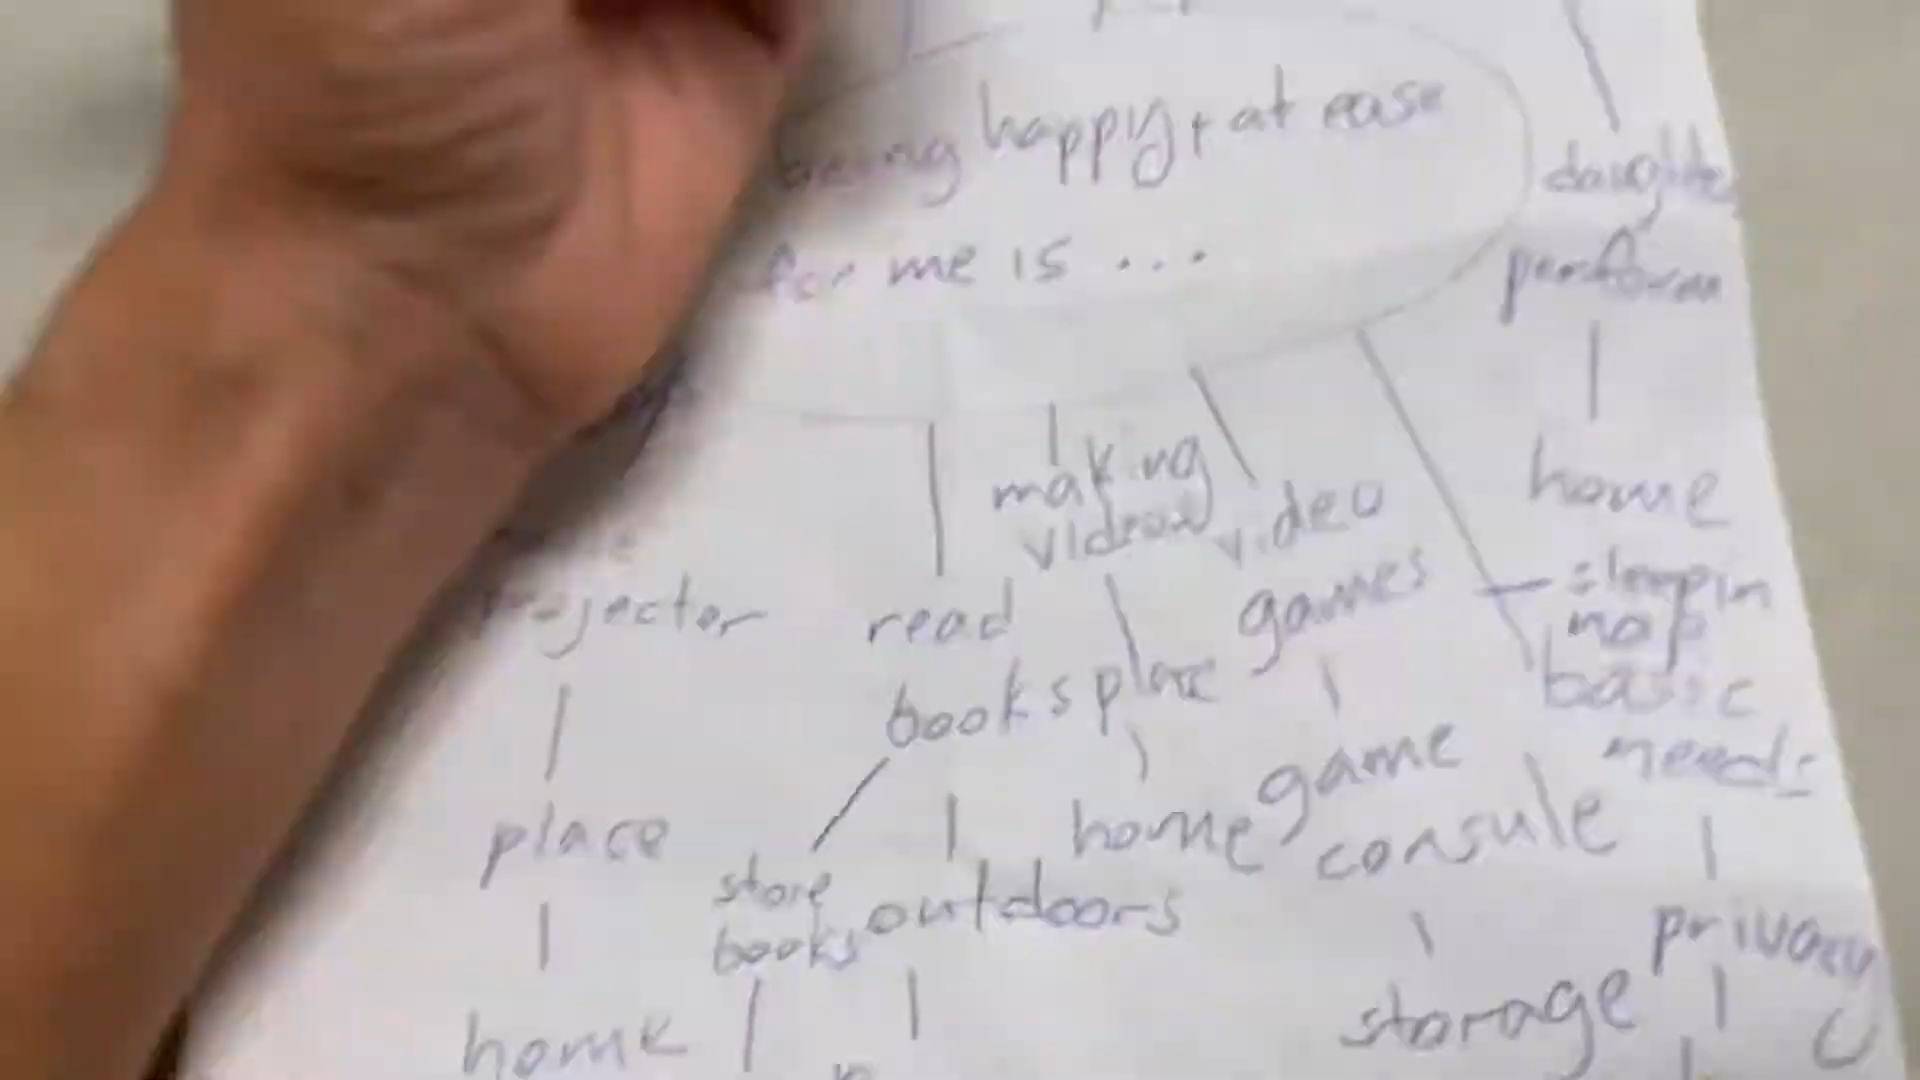 being happy + at ease
for me is ...
daughter
perform
home
making
videos
video
games
sleeping
nap
basic
needs
projector
read
books
place
place
home
game
consule
store
books
outdoors
privacy
storage
home